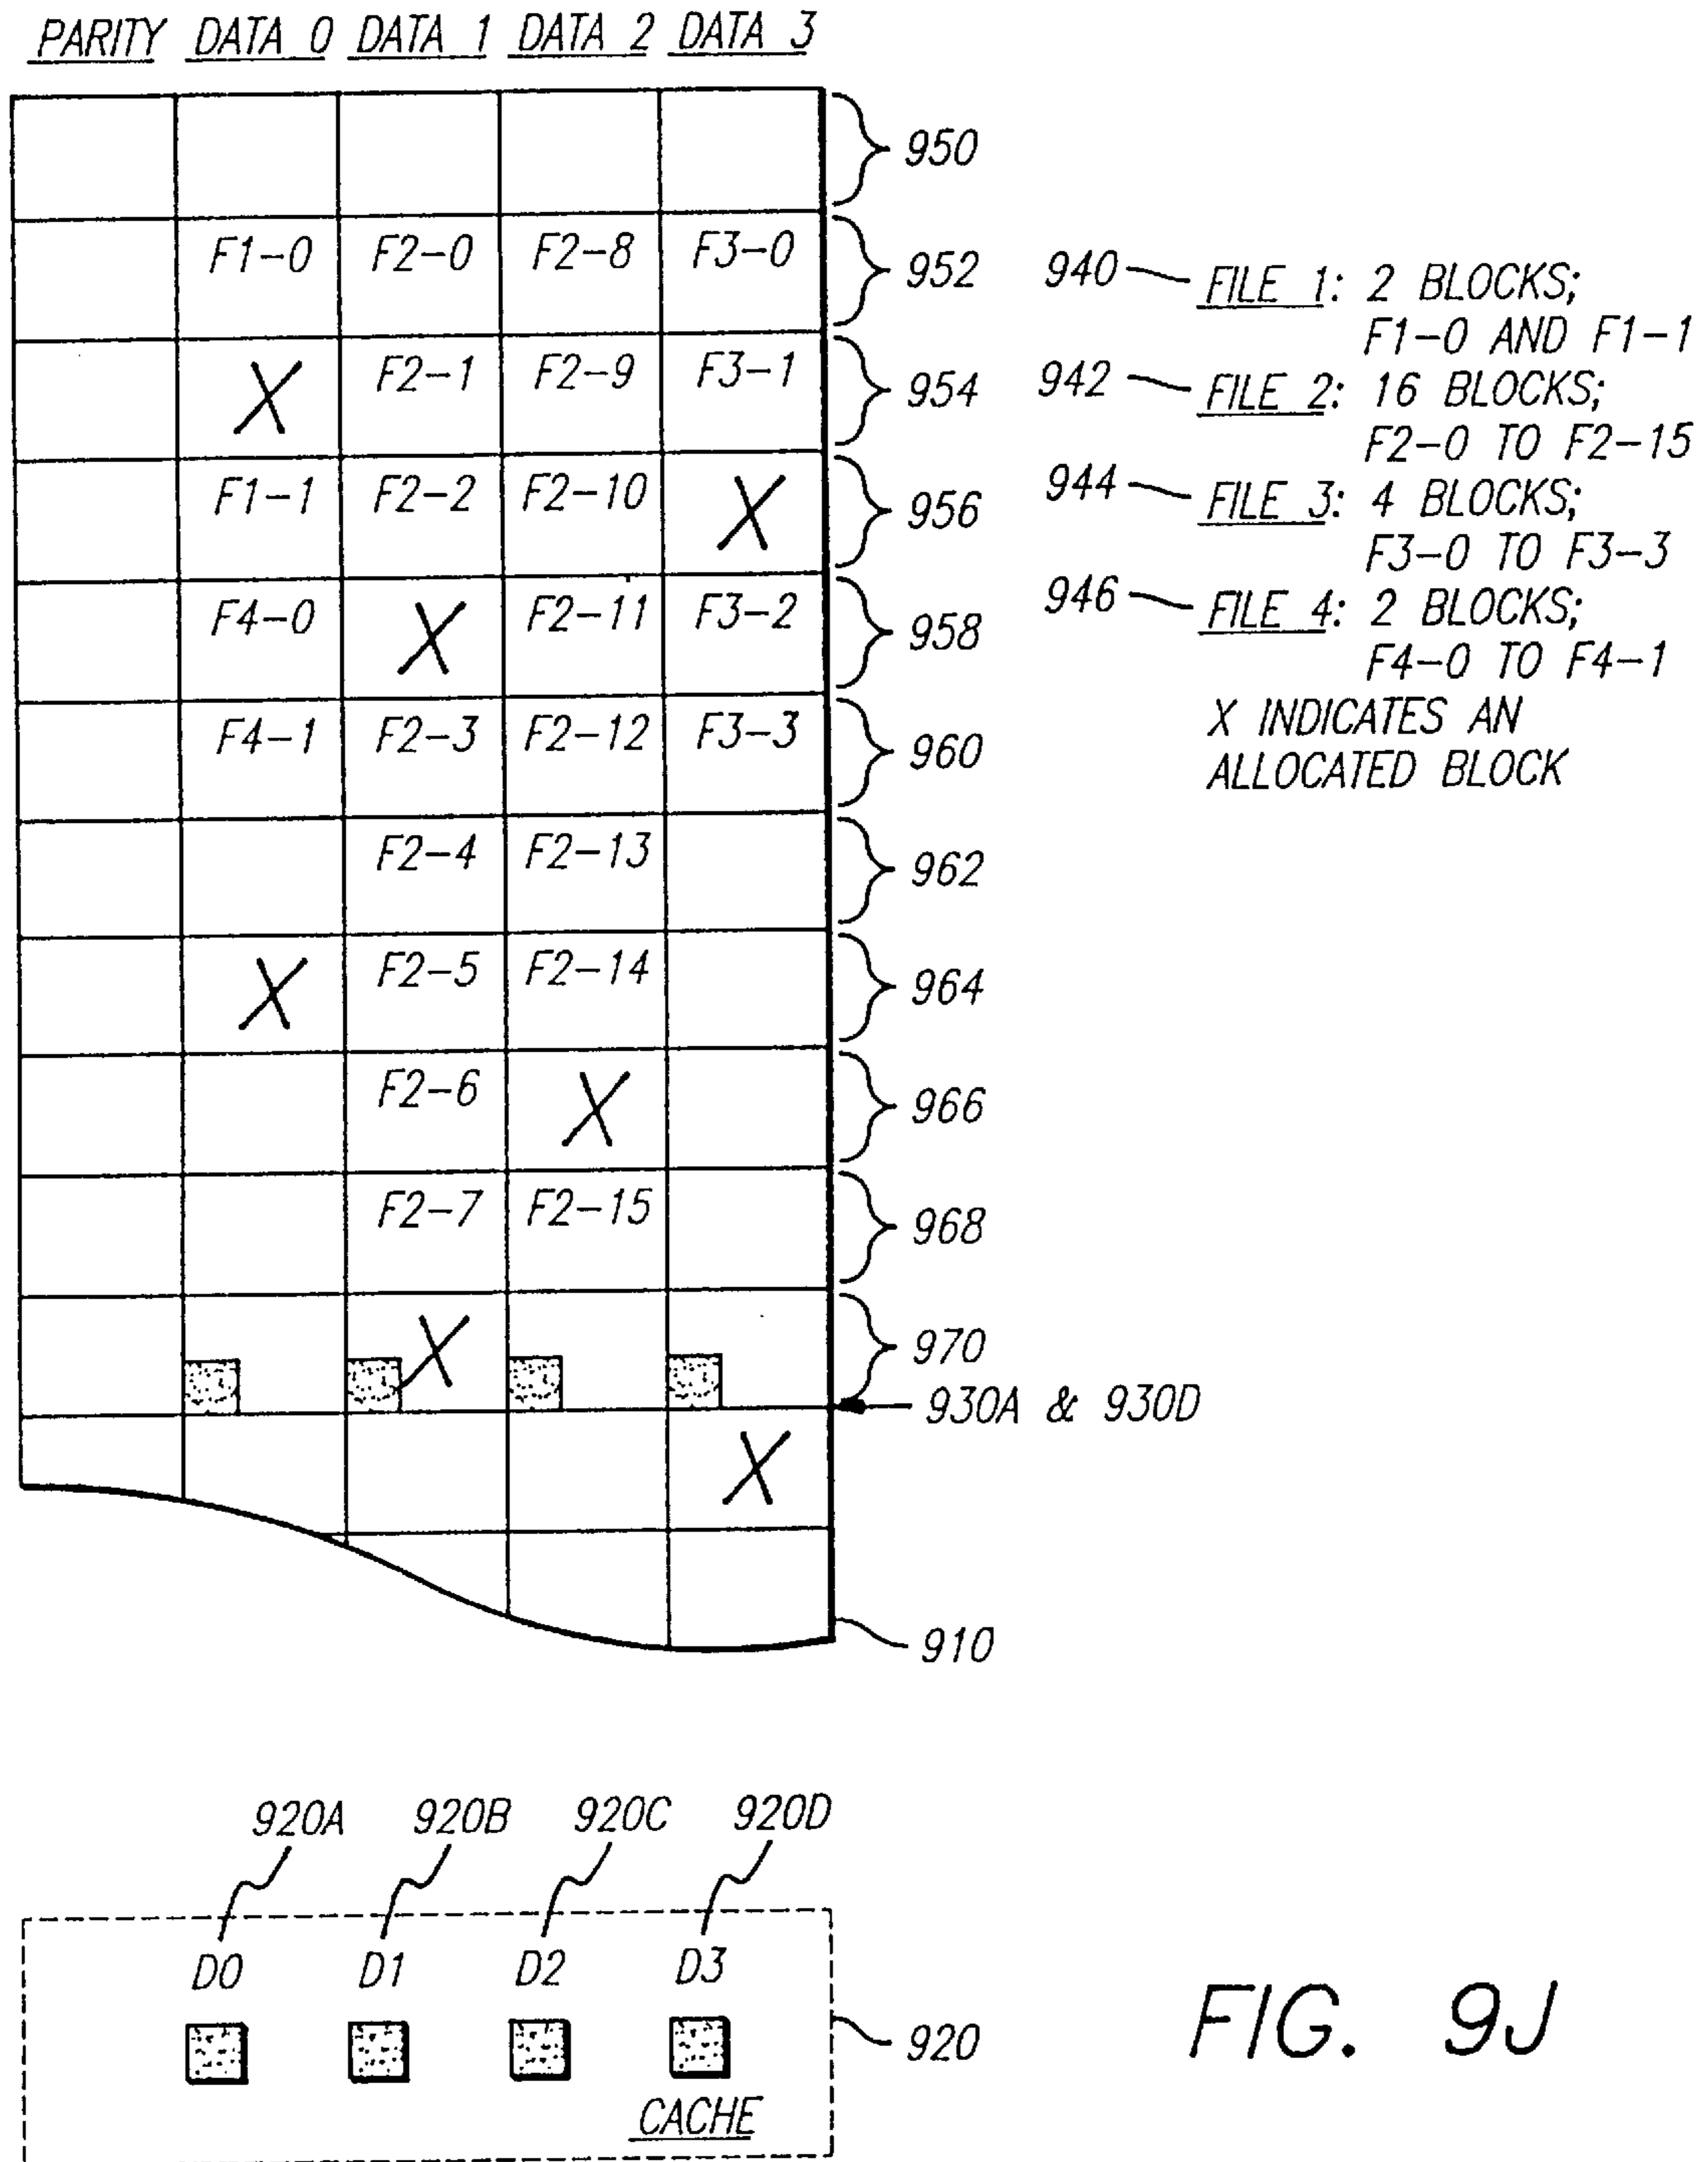 PARITY DATA 0 DATA 1 DATA 2 DATA 3
950
F1-0 F2-0 F2-8 F3-0 952
X F2-1 F2-9 F3-1 954
F1-1 F2-2 F2-10 X 956
F4-0 X F2-11 F3-2 958
F4-1 F2-3 F2-12 F3-3 960
F2-4 F2-13 962
X F2-5 F2-14 964
F2-6 X 966
F2-7 F2-15 968
X 970
930A & 930D
X
910
940 FILE 1: 2 BLOCKS;
F1-0 AND F1-1
942 FILE 2: 16 BLOCKS;
F2-0 TO F2-15
944 FILE 3: 4 BLOCKS;
F3-0 TO F3-3
946 FILE 4: 2 BLOCKS;
F4-0 TO F4-1
X INDICATES AN
ALLOCATED BLOCK
920A 920B 920C 920D
D0 D1 D2 D3
920
CACHE
FIG. 9J